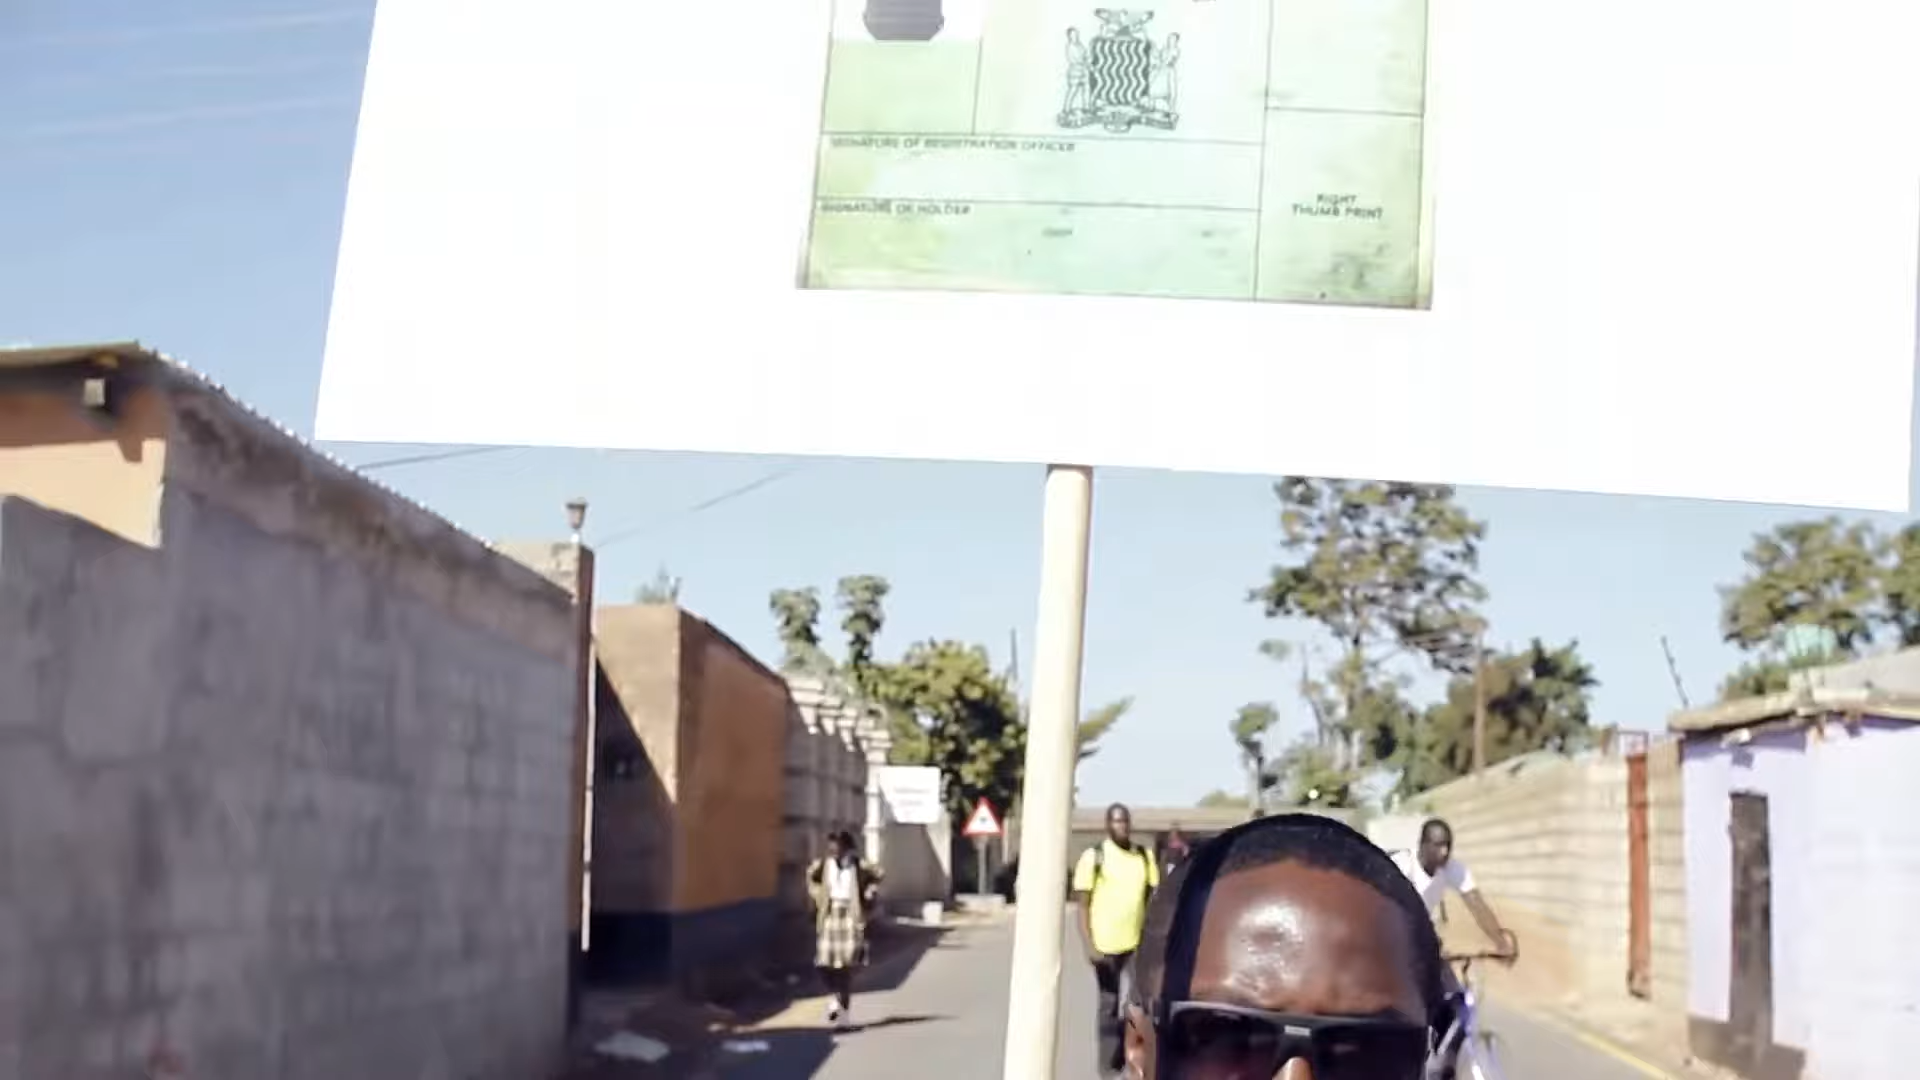 SIGNATURE OF REGISTRATION OFFICER
SIGNATURE OF HOLDER
RIGHT
THUMB PRINT